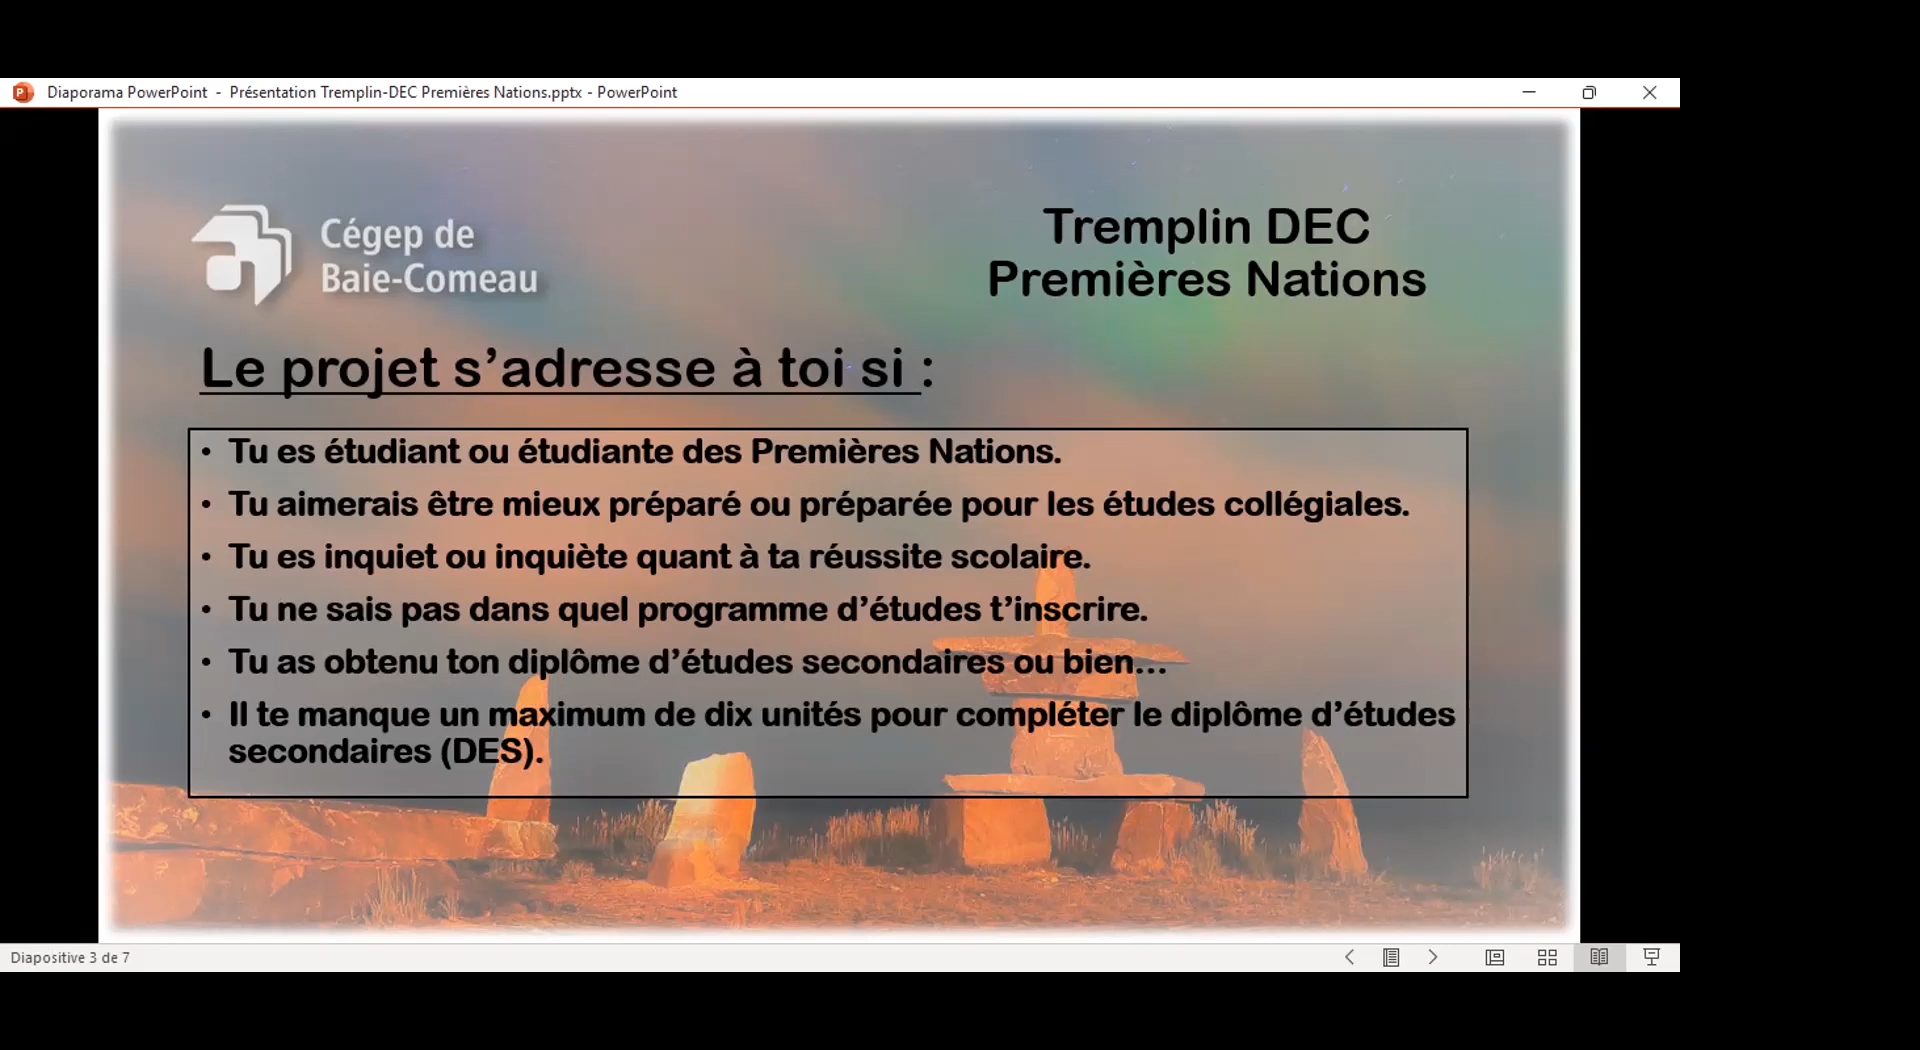 Diaporama PowerPoint - Présentation Tremplin-DEC Premières Nations.pptx - PowerPoint
Cégep de
Baie-Comeau
Tremplin DEC
Premières Nations
Le projet s’adresse à toi si :
• Tu es étudiant ou étudiante des Premières Nations.
• Tu aimerais être mieux préparé ou préparée pour les études collégiales.
• Tu es inquiet ou inquiète quant à ta réussite scolaire.
• Tu ne sais pas dans quel programme d’études t’inscrire.
• Tu as obtenu ton diplôme d’études secondaires ou bien…
• Il te manque un maximum de dix unités pour compléter le diplôme d’études
secondaires (DES).
Diapositive 3 de 7